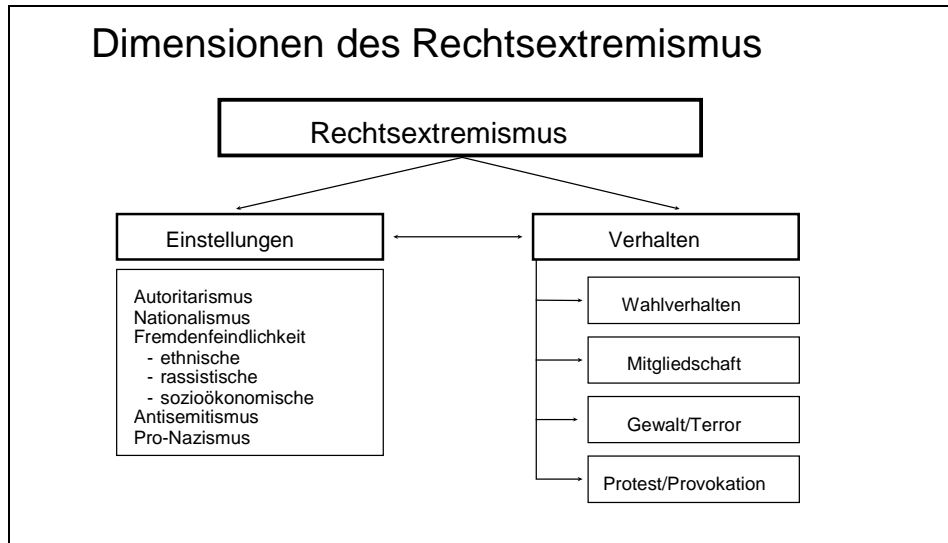 Dimensionen des Rechtsextremismus
Rechtsextremismus
Einstellungen
Autoritarismus
Nationalismus
Fremdenfeindlichkeit
- ethnische
- rassistische
- sozioökonomische
Antisemitismus
Pro-Nazismus
Verhalten
Wahlverhalten
Mitgliedschaft
Gewalt/Terror
Protest/Provokation